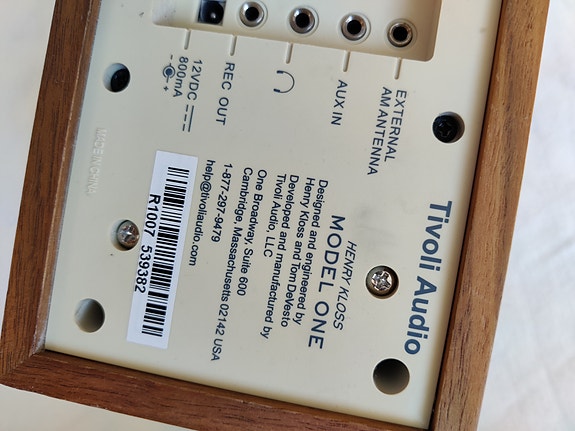 12VDC ⎓
800mA
- +
REC OUT
AUX IN
EXTERNAL
AM ANTENNA
Tivoli Audio
HENRY KLOSS
MODEL ONE
Designed and engineered by
Henry Kloss and Tom DeVesto
Developed and manufactured by
Tivoli Audio, LLC
One Broadway, Suite 600
Cambridge, Massachusetts 02142 USA
1-877-297-9479
help@tivoliaudio.com
R1007 539382
MADE IN CHINA